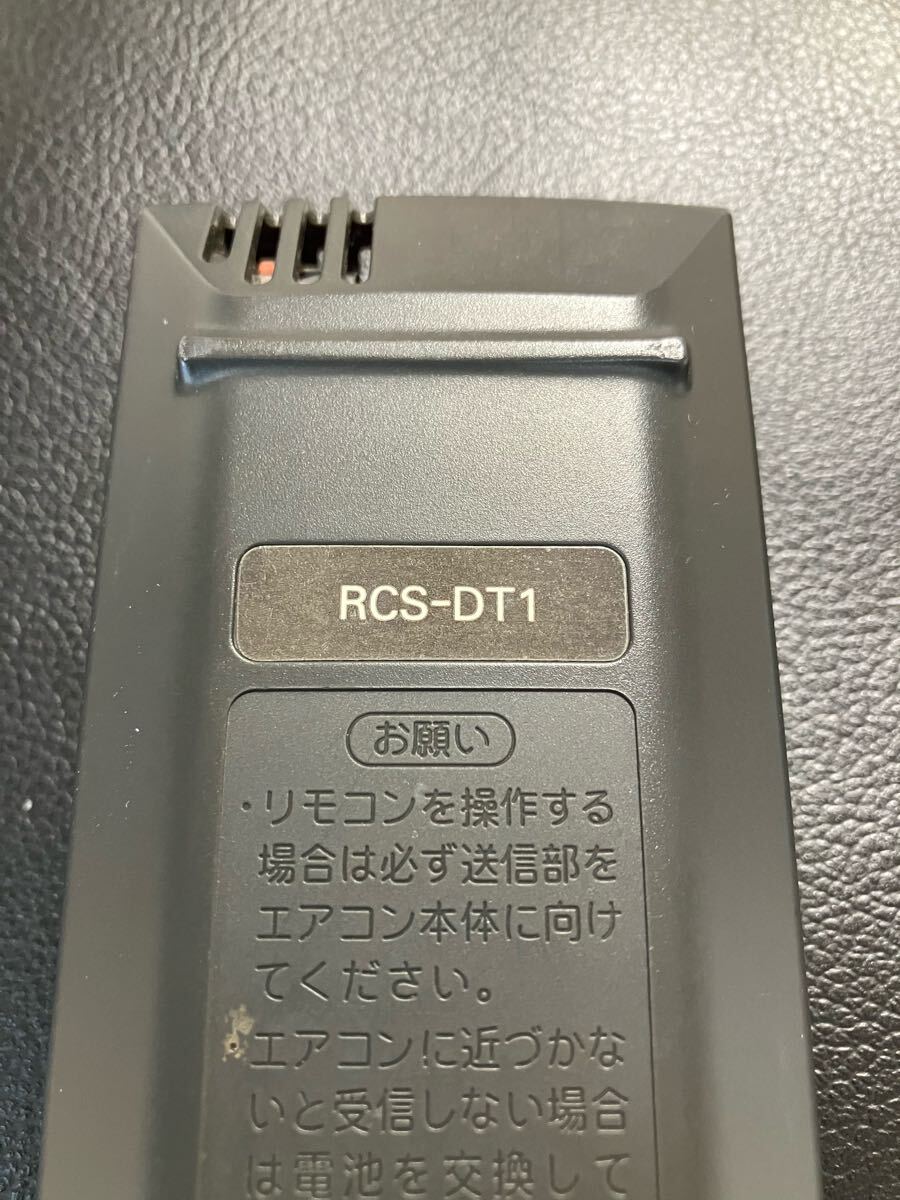 RCS-DT1
お願い
・リモコンを操作する
場合は必ず送信部を
エアコン本体に向け
てください。
・エアコンに近づかな
いと受信しない場合
は電池を交換して